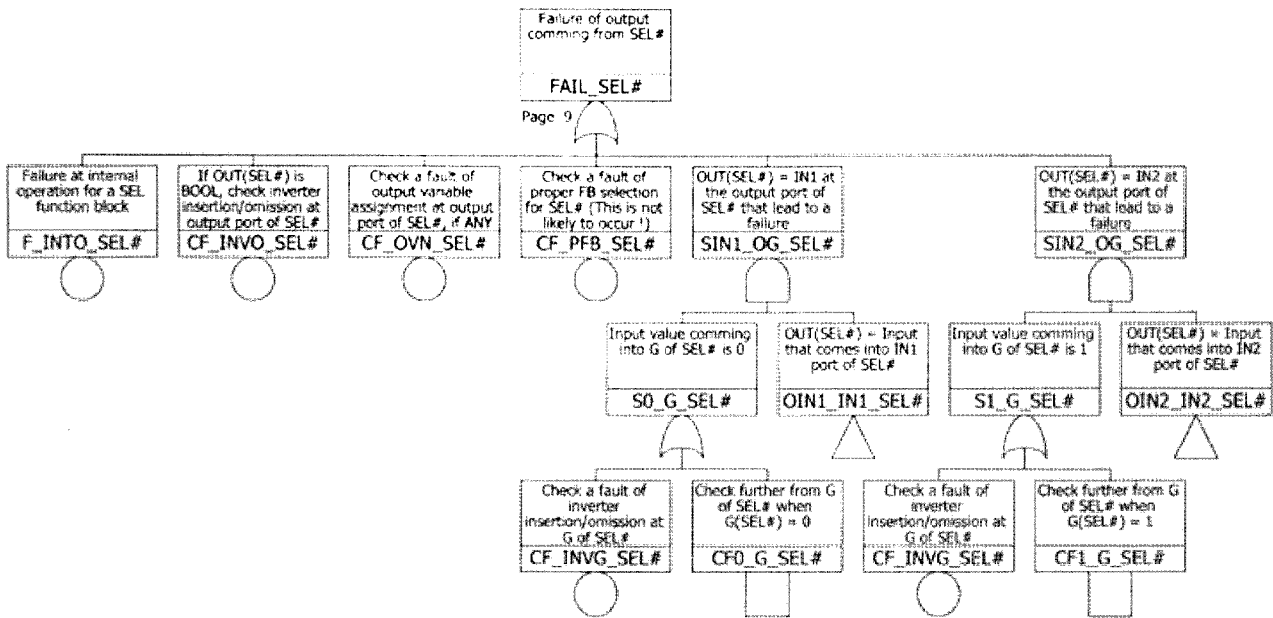 Failure of output
comming from SEL#
FAIL_SEL#
Page 9
Failure at internal
operation for a SEL
function block
F_INTO_SEL#
If OUT(SEL#) is
BOOL, check inverter
insertion/omission at
output port of SEL#
CF_INVO_SEL#
Check a fault of
output variable
assignment at output
port of SEL#, if ANY
CF_OVN_SEL#
Check a fault of
proper FB selection
for SEL# (This is not
likely to occur !)
CF_PFB_SEL#
OUT(SEL#) = IN1 at
the output port of
SEL# that lead to a
failure
SIN1_OG_SEL#
OUT(SEL#) = IN2 at
the output port of
SEL# that lead to a
failure
SIN2_OG_SEL#
Input value comming
into G of SEL# is 0
S0_G_SEL#
OUT(SEL#) = Input
that comes into IN1
port of SEL#
OIN1_IN1_SEL#
Input value comming
into G of SEL# is 1
S1_G_SEL#
OUT(SEL#) = Input
that comes into IN2
port of SEL#
OIN2_IN2_SEL#
Check a fault of
inverter
insertion/omission at
G of SEL#
CF_INVG_SEL#
Check further from G
of SEL# when
G(SEL#) = 0
CF0_G_SEL#
Check a fault of
inverter
insertion/omission at
G of SEL#
CF_INVG_SEL#
Check further from G
of SEL# when
G(SEL#) = 1
CF1_G_SEL#